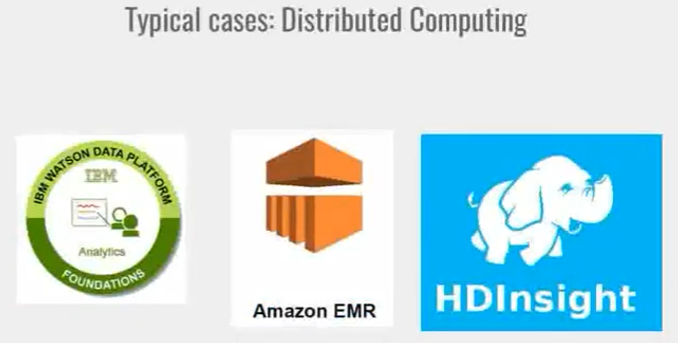 Typical cases: Distributed Computing
IBM WATSON DATA PLATFORM
IBM
Analytics
FOUNDATIONS
Amazon EMR
HDInsight